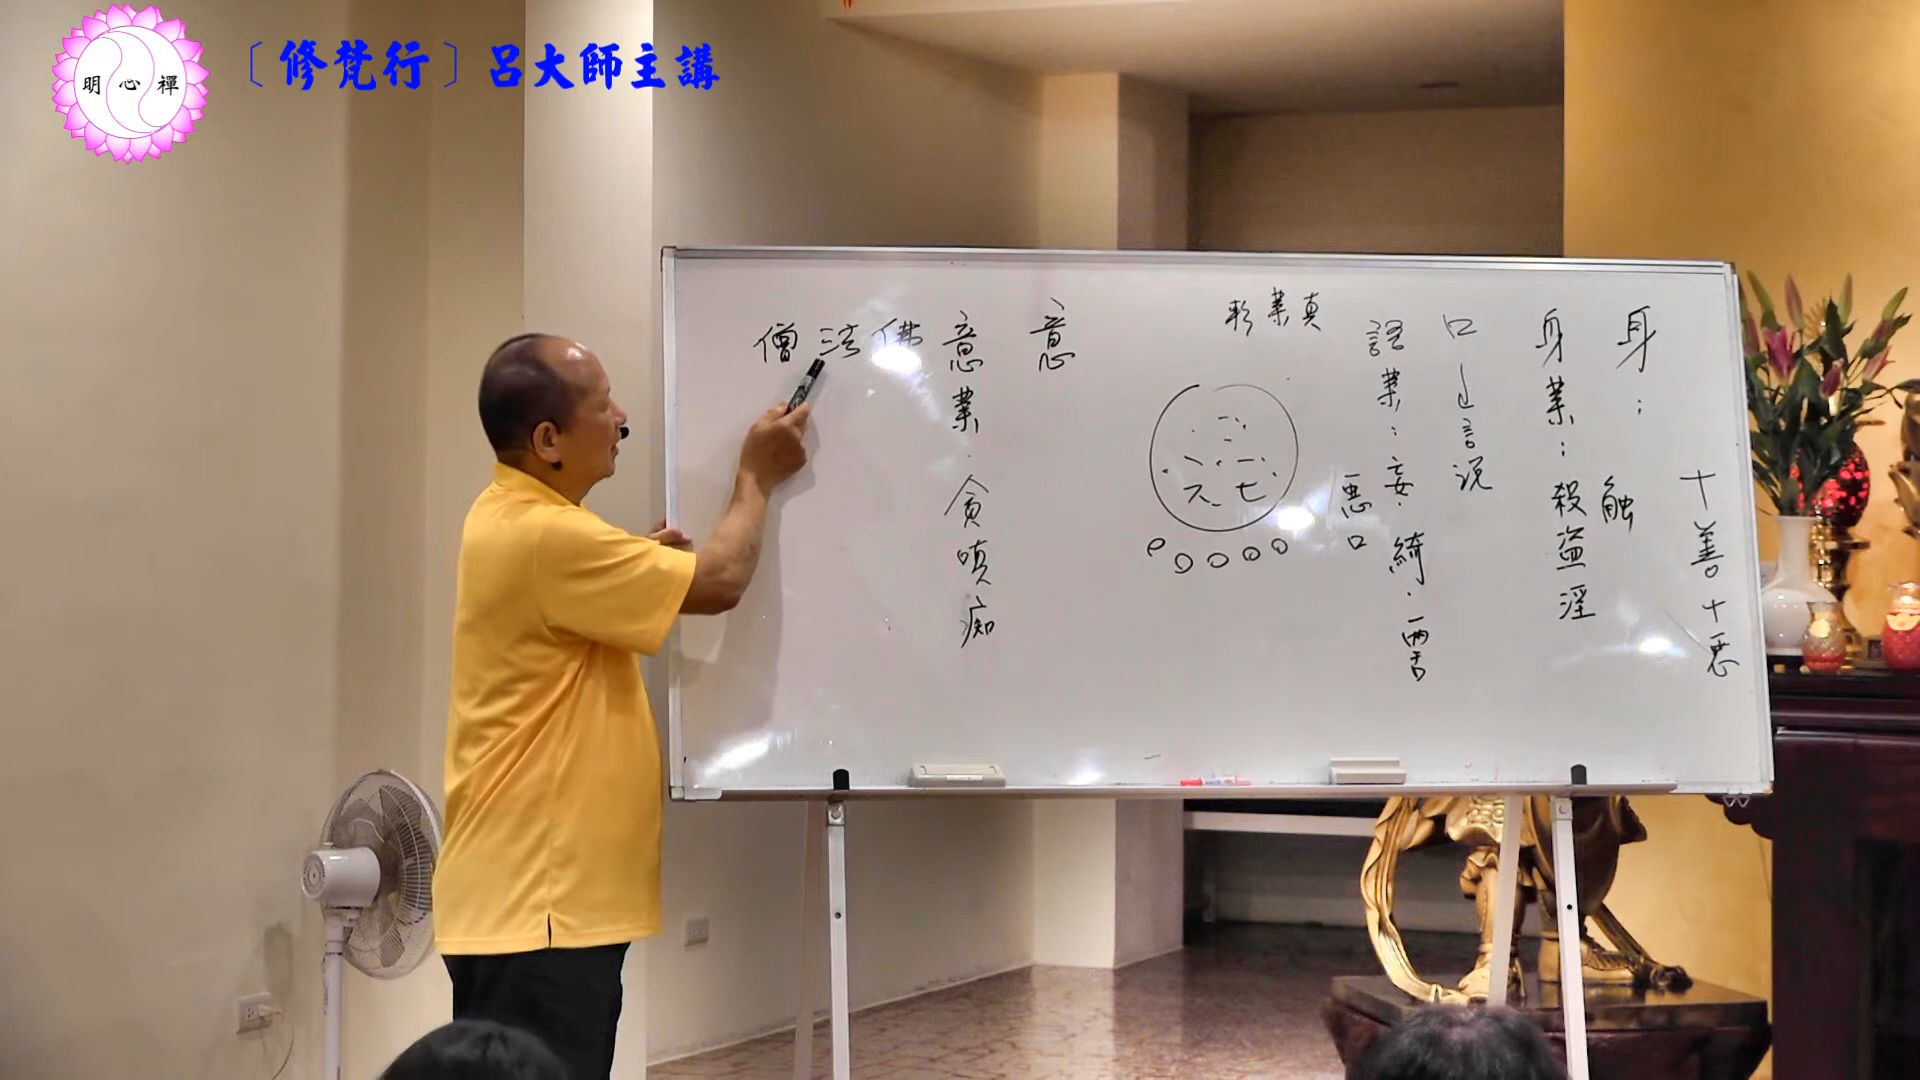 明心禪
〔修梵行〕呂大師主講
十善十惡
身：觸
身業：殺盜淫
口 言說
語業：妄．綺．兩舌
惡口
真業
六 七
意
意業．貪嗔痴
佛
法
僧